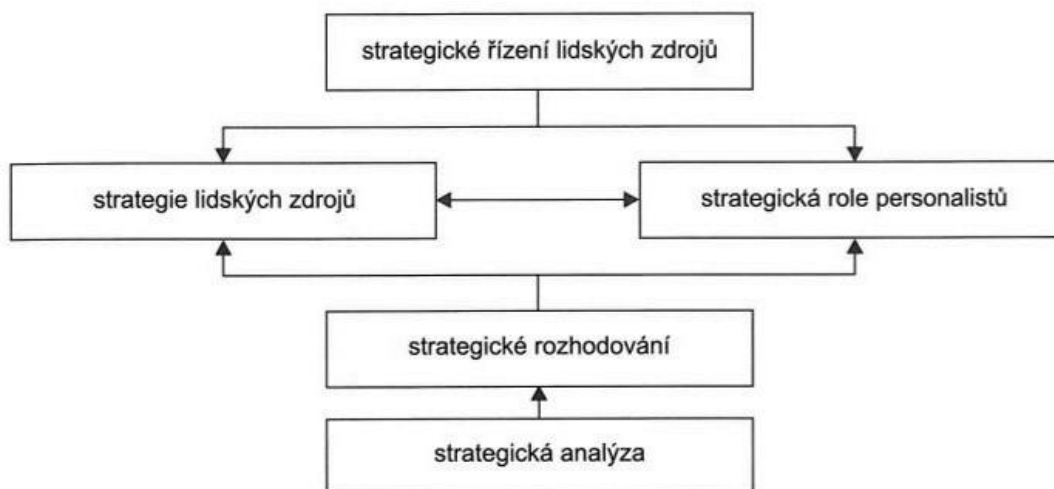 strategické řízení lidských zdrojů
strategie lidských zdrojů
strategická role personalistů
strategické rozhodování
strategická analýza